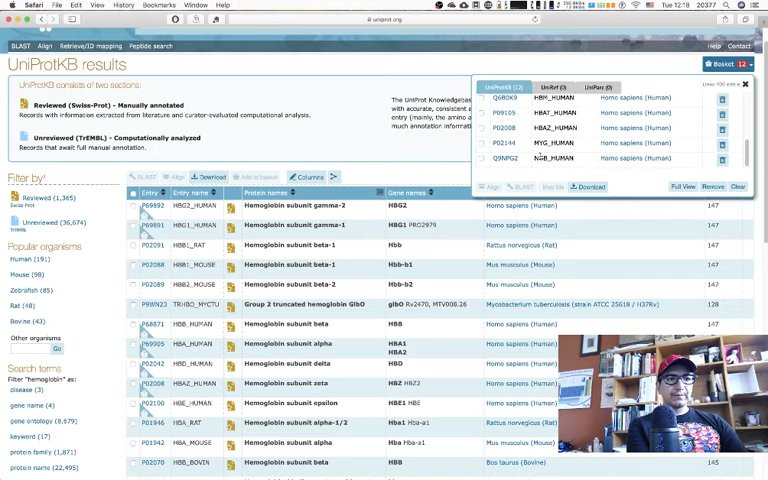 Safari File Edit View History Bookmarks Window Help
Tue 12:18 20377
uniprot.org
BLAST Align Retrieve/ID mapping Peptide search Help Contact
UniProtKB results
Basket 12
UniProtKB consists of two sections:
Reviewed (Swiss-Prot) - Manually annotated
Records with information extracted from literature and curator-evaluated computational analysis.
Unreviewed (TrEMBL) - Computationally analyzed
Records that await full manual annotation.
The UniProt Knowledgebase
with accurate, consistent
entry (mainly, the amino a
much annotation informati
UniProtKB (12) UniRef (0) UniParc (0)
Q6B0K9 HBM_HUMAN Homo sapiens (Human)
P09105 HBAT_HUMAN Homo sapiens (Human)
P02008 HBAZ_HUMAN Homo sapiens (Human)
P02144 MYG_HUMAN Homo sapiens (Human)
Q9NPG2 NGB_HUMAN Homo sapiens (Human)
Align BLAST Map Ids Download Full View Remove Clear
Filter by
BLAST Align Download Add to basket Columns
Reviewed (1,365)
Swiss-Prot
Unreviewed (36,674)
TrEMBL
Popular organisms
Human (191)
Mouse (98)
Zebrafish (85)
Rat (48)
Bovine (43)
Other organisms
Go
Search terms
Filter "hemoglobin" as:
disease (3)
gene name (4)
gene ontology (8,679)
keyword (17)
protein family (1,871)
protein name (22,495)
Entry Entry name Protein names Gene names
P69892 HBG2_HUMAN Hemoglobin subunit gamma-2 HBG2 Homo sapiens (Human) 147
P69891 HBG1_HUMAN Hemoglobin subunit gamma-1 HBG1 PRO2979 Homo sapiens (Human) 147
P02091 HBB1_RAT Hemoglobin subunit beta-1 Hbb Rattus norvegicus (Rat) 147
P02088 HBB1_MOUSE Hemoglobin subunit beta-1 Hbb-b1 Mus musculus (Mouse) 147
P02089 HBB2_MOUSE Hemoglobin subunit beta-2 Hbb-b2 Mus musculus (Mouse) 147
P9WN23 TRHBO_MYCTU Group 2 truncated hemoglobin GlbO glbO Rv2470, MTV008.26 Mycobacterium tuberculosis (strain ATCC 25618 / H37Rv) 128
P68871 HBB_HUMAN Hemoglobin subunit beta HBB Homo sapiens (Human) 147
P69905 HBA_HUMAN Hemoglobin subunit alpha HBA1
HBA2
P02042 HBD_HUMAN Hemoglobin subunit delta HBD Homo sapiens (Human)
P02008 HBAZ_HUMAN Hemoglobin subunit zeta HBZ HBZ2 Homo sapiens (Human)
P02100 HBE_HUMAN Hemoglobin subunit epsilon HBE1 HBE Homo sapiens (Human)
P01946 HBA_RAT Hemoglobin subunit alpha-1/2 Hba1 Hba-a1 Rattus norvegicus (Rat)
P01942 HBA_MOUSE Hemoglobin subunit alpha Hba Hba-a1 Mus musculus (Mouse)
P02070 HBB_BOVIN Hemoglobin subunit beta HBB Bos taurus (Bovine) 145